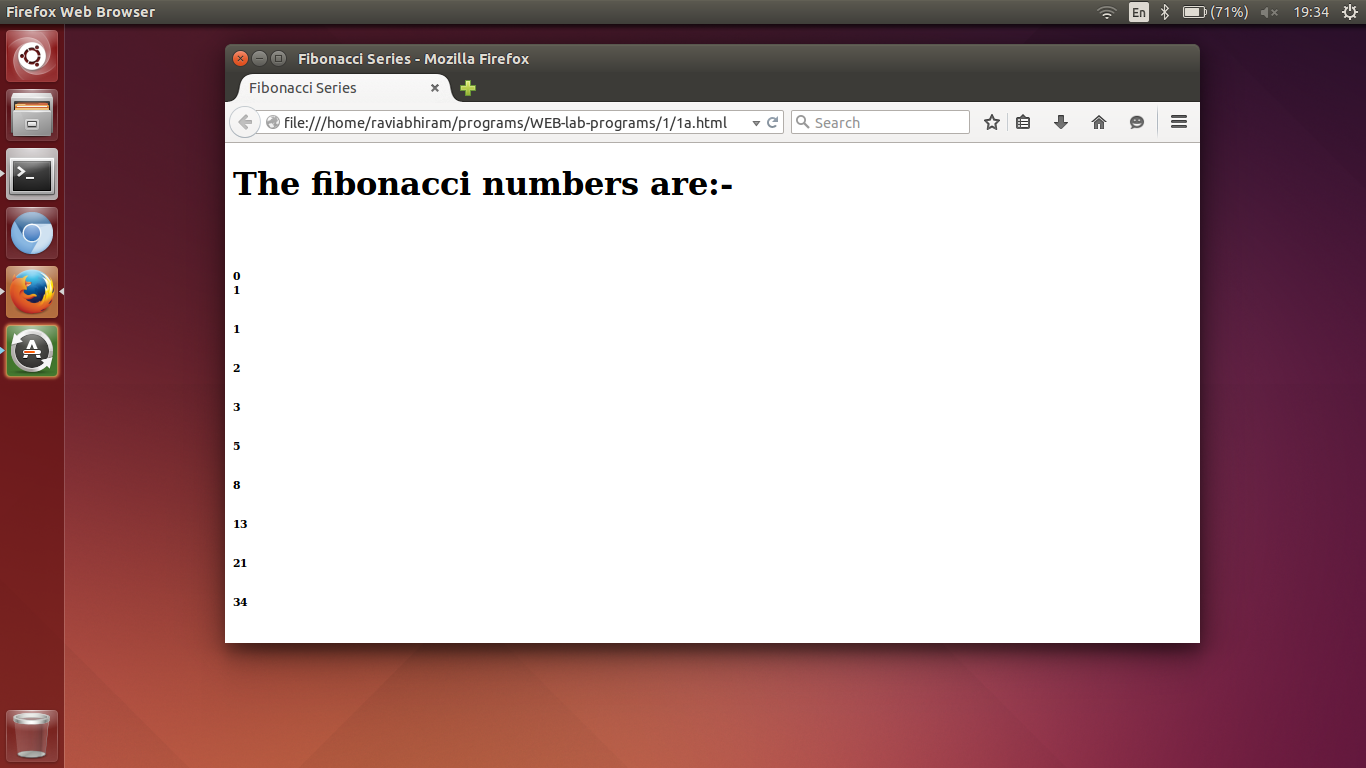 Firefox Web Browser
En
(71%)
19:34
Fibonacci Series - Mozilla Firefox
Fibonacci Series
file:///home/raviabhiram/programs/WEB-lab-programs/1/1a.html
Search
The fibonacci numbers are:-
0
1
1
2
3
5
8
13
21
34